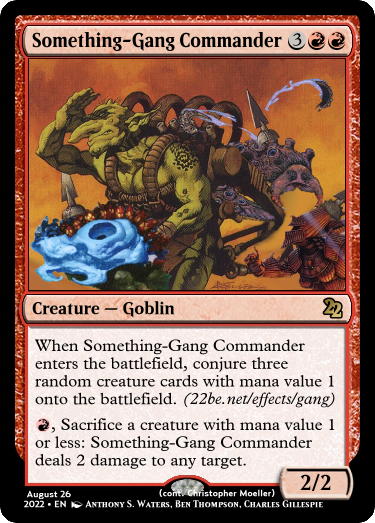 Something-Gang Commander 3
Creature — Goblin
22
When Something-Gang Commander
enters the battlefield, conjure three
random creature cards with mana value 1
onto the battlefield. (22be.net/effects/gang)
, Sacrifice a creature with mana value 1
or less: Something-Gang Commander
deals 2 damage to any target.
2/2
August 26
(cont. Christopher Moeller)
2022 • EN Anthony S. Waters, Ben Thompson, Charles Gillespie